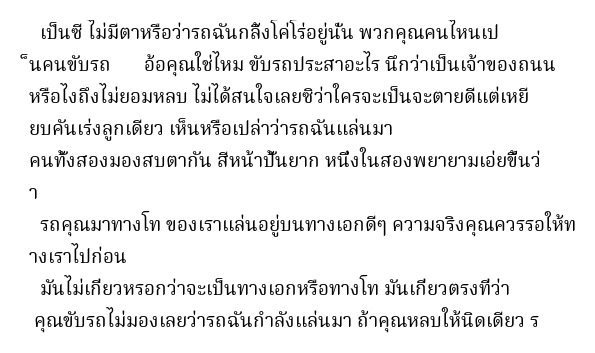 เป็นซี ไม่มีตาหรือว่ารถฉันกลิ้งโค่โร่อยู่นั่น พวกคุณคนไหนเป
็นคนขับรถ อ้อคุณใช่ไหม ขับรถประสาอะไร นึกว่าเป็นเจ้าของถนน
หรือไงถึงไม่ยอมหลบ ไม่ได้สนใจเลยซิว่าใครจะเป็นจะตายดีแต่เหยี
ยบคันเร่งลูกเดียว เห็นหรือเปล่าว่ารถฉันแล่นมา
คนทั้งสองมองสบตากัน สีหน้าปั้นยาก หนึ่งในสองพยายามเอ่ยขึ้นว่
า
รถคุณมาทางโท ของเราแล่นอยู่บนทางเอกดีๆ ความจริงคุณควรรอให้ท
างเราไปก่อน
มันไม่เกี่ยวหรอกว่าจะเป็นทางเอกหรือทางโท มันเกี่ยวตรงที่ว่า
คุณขับรถไม่มองเลยว่ารถฉันกำลังแล่นมา ถ้าคุณหลบให้นิดเดียว ร